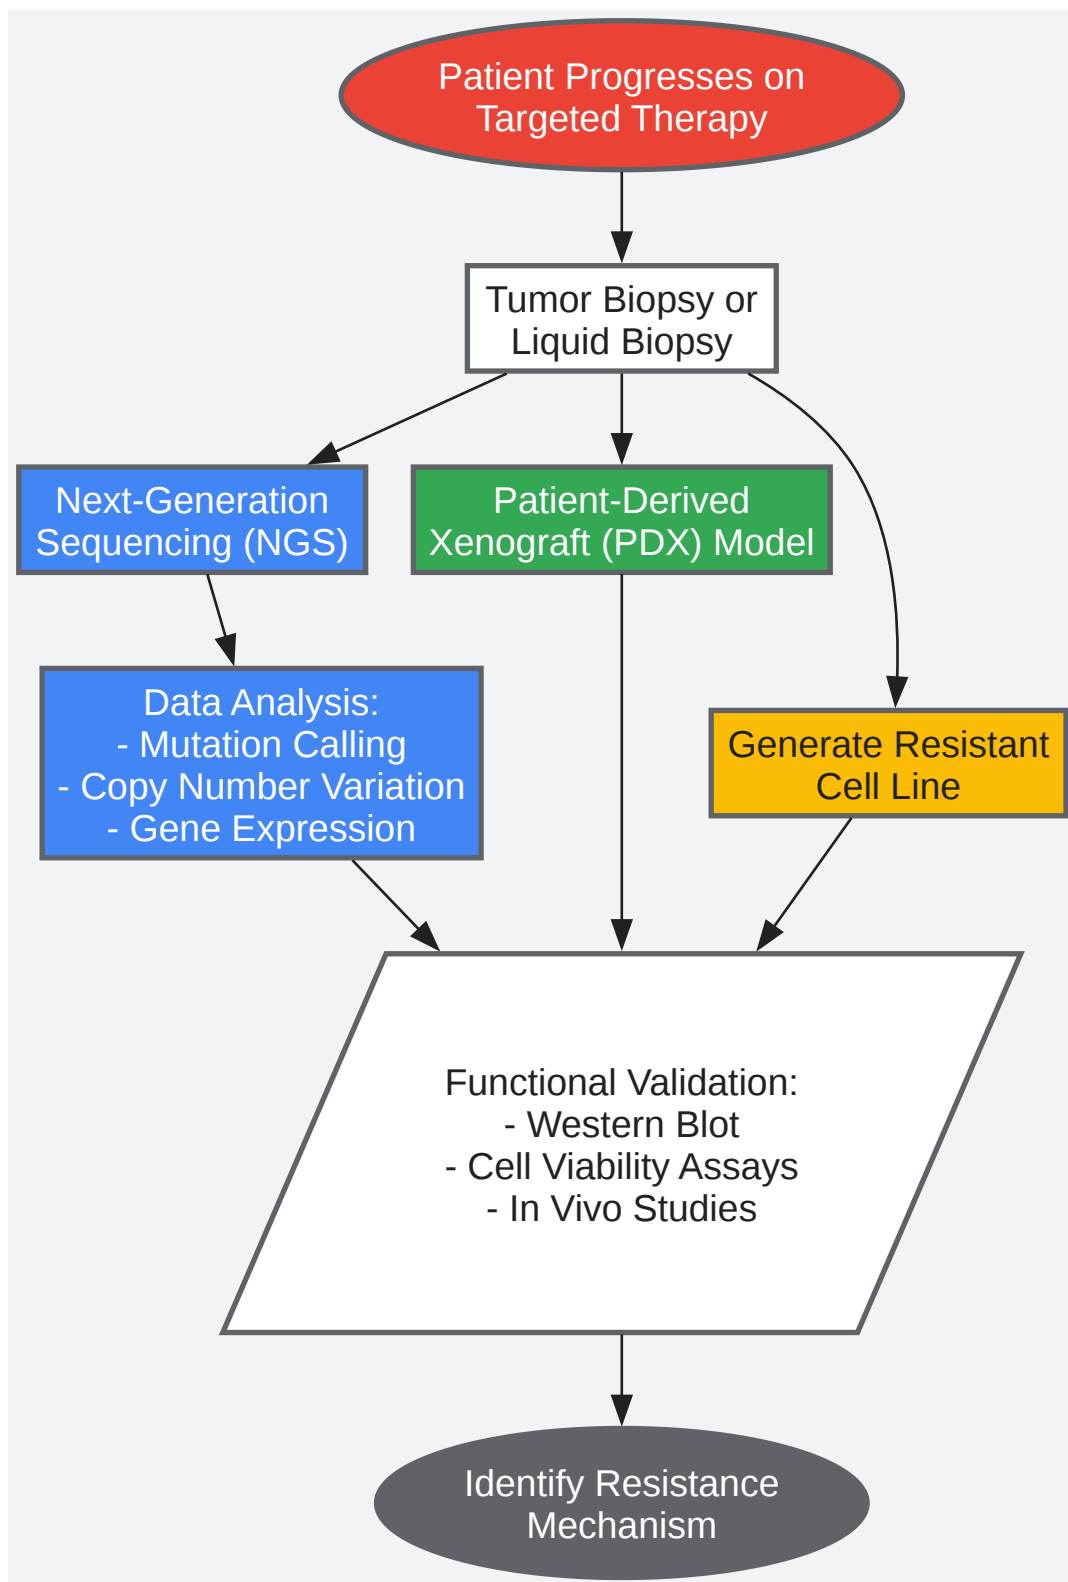 Patient Progresses on
Targeted Therapy
Tumor Biopsy or
Liquid Biopsy
Next-Generation
Sequencing (NGS)
Patient-Derived
Xenograft (PDX) Model
Data Analysis:
- Mutation Calling
- Copy Number Variation
- Gene Expression
Generate Resistant
Cell Line
Functional Validation:
- Western Blot
- Cell Viability Assays
- In Vivo Studies
Identify Resistance
Mechanism